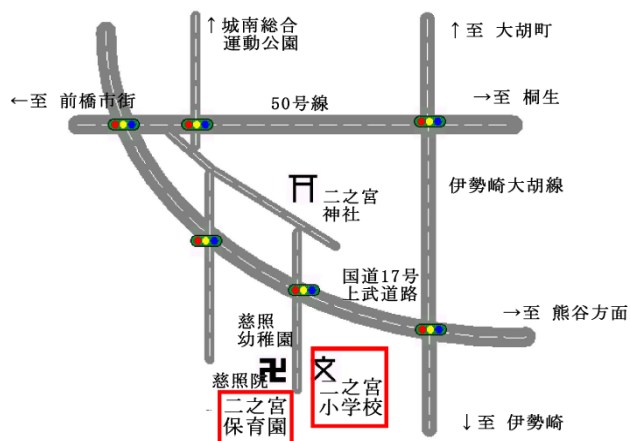 ↑城南総合
運動公園
↑至 大胡町
←至 前橋市街
50号線
→至 桐生
伊勢崎大胡線
二之宮
神社
国道17号
上武道路
→至 熊谷方面
慈照
幼稚園
慈照院
卍
文
二之宮
小学校
二之宮
保育園
↓至 伊勢崎